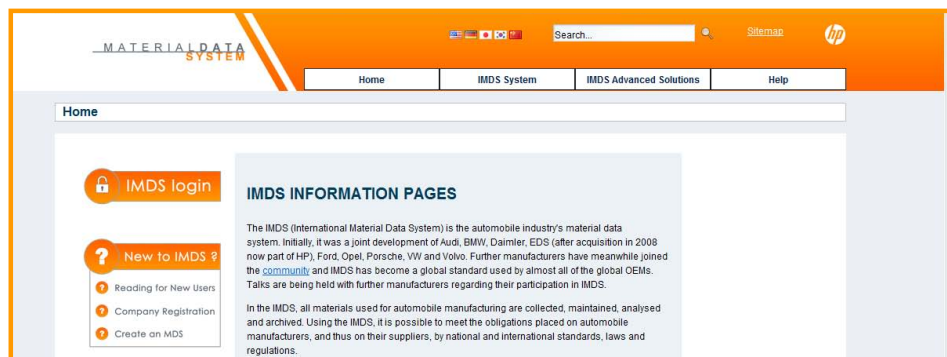 MATERIALDATA
SYSTEM
Search...
Sitemap
hp
Home
IMDS System
IMDS Advanced Solutions
Help
Home
IMDS login
New to IMDS ?
Reading for New Users
Company Registration
Create an MDS
IMDS INFORMATION PAGES
The IMDS (International Material Data System) is the automobile industry's material data
system. Initially, it was a joint development of Audi, BMW, Daimler, EDS (after acquisition in 2008
now part of HP), Ford, Opel, Porsche, VW and Volvo. Further manufacturers have meanwhile joined
the community and IMDS has become a global standard used by almost all of the global OEMs.
Talks are being held with further manufacturers regarding their participation in IMDS.
In the IMDS, all materials used for automobile manufacturing are collected, maintained, analysed
and archived. Using the IMDS, it is possible to meet the obligations placed on automobile
manufacturers, and thus on their suppliers, by national and international standards, laws and
regulations.